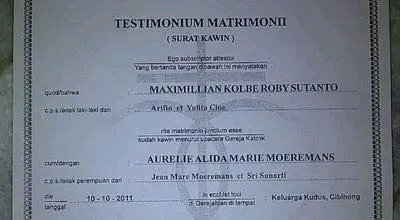 TESTIMONIUM MATRIMONII
( SURAT KAWIN )
Ego subscriptor attestor
Yang bertanda tangan dibawah ini menyatakan
quod/bahwa MAXIMILLIAN KOLBE ROBY SUTANTO
c.p.s./anak laki-laki dari Arifin et Yulita Cine
rite matrimonio junctum esse
sudah kawin menurut upacara Gereja Katolik
cum/dengan AURELIE ALIDA MARIE MOEREMANS
c.p.s./anak perempuan dari Jean Marc Moeremans et Sri Sunarti
die 10 - 10 - 2011 in eccl./et loci Keluarga Kudus, Cibinong
tanggal di Gereja/dan di tempat